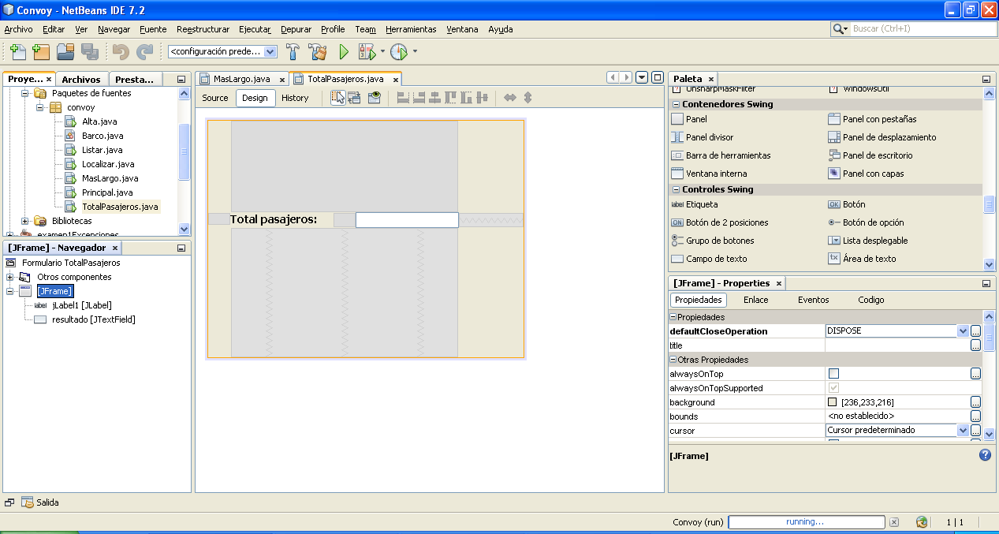 Convoy - NetBeans IDE 7.2
Archivo Editar Ver Navegar Fuente Reestructurar Ejecutar Depurar Profile Team Herramientas Ventana Ayuda
Buscar (Ctrl+I)
<configuración prede...
Proye... Archivos Presta...
Paquetes de fuentes
convoy
Alta.java
Barco.java
Listar.java
Localizar.java
MasLargo.java
Principal.java
TotalPasajeros.java
Bibliotecas
examen1Excenciones
[JFrame] - Navegador
Formulario TotalPasajeros
Otros componentes
[JFrame]
label jLabel1 [JLabel]
resultado [JTextField]
MasLargo.java TotalPasajeros.java
Source Design History
Total pasajeros:
Paleta
UnsharpMaskFilter WindowsUtil
Contenedores Swing
Panel Panel con pestañas
Panel divisor Panel de desplazamiento
Barra de herramientas Panel de escritorio
Ventana interna Panel con capas
Controles Swing
label Etiqueta OK Botón
ON Botón de 2 posiciones Botón de opción
Grupo de botones Lista desplegable
Campo de texto tx Área de texto
[JFrame] - Properties
Propiedades Enlace Eventos Codigo
Propiedades
defaultCloseOperation DISPOSE
title
Otras Propiedades
alwaysOnTop
alwaysOnTopSupported
background [236,233,216]
bounds <no establecido>
cursor Cursor predeterminado
[JFrame]
Salida
Convoy (run) running... 1 | 1